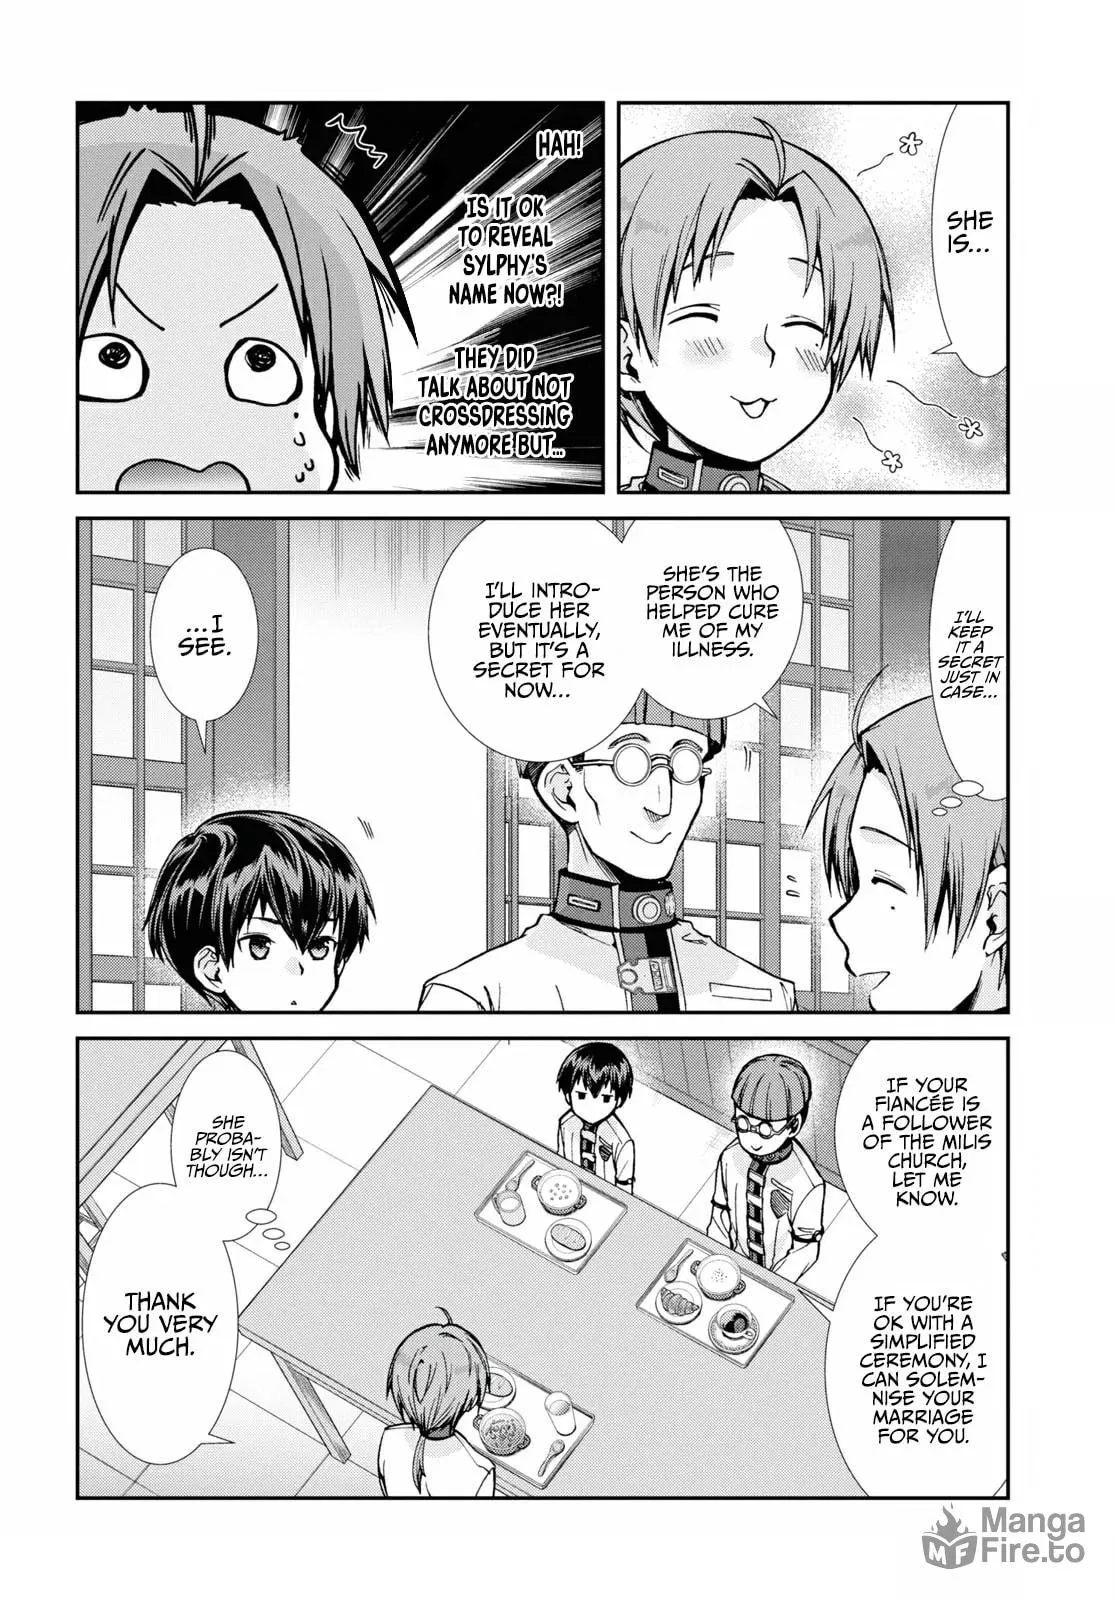 SHE
IS...
HAH!
IS IT OK
TO REVEAL
SYLPHY'S
NAME NOW?!
THEY DID
TALK ABOUT NOT
CROSSDRESSING
ANYMORE BUT...
I'LL
KEEP
IT A
SECRET
JUST IN
CASE...
SHE'S THE
PERSON WHO
HELPED CURE
ME OF MY
ILLNESS.
I'LL INTRO-
DUCE HER
EVENTUALLY,
BUT IT'S A
SECRET FOR
NOW...
...I
SEE.
IF YOUR
FIANCÉE IS
A FOLLOWER
OF THE MILIS
CHURCH,
LET ME
KNOW.
IF YOU'RE
OK WITH A
SIMPLIFIED
CEREMONY, I
CAN SOLEM-
NISE YOUR
MARRIAGE
FOR YOU.
SHE
PROBA-
BLY ISN'T
THOUGH...
THANK
YOU VERY
MUCH.
MF
Manga
Fire.to